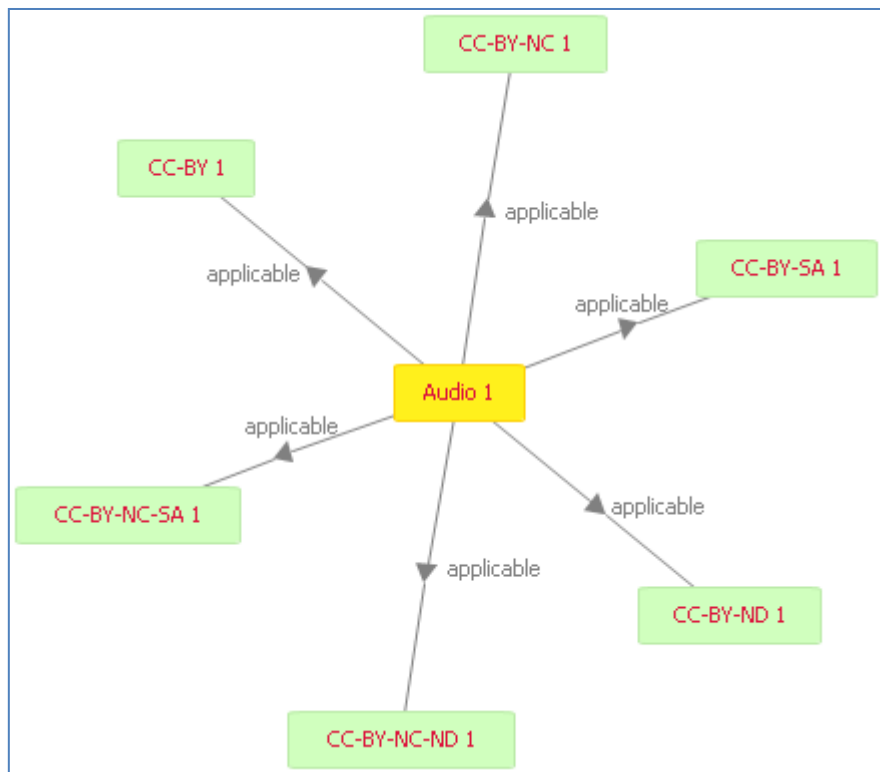 CC-BY-NC 1
CC-BY 1
applicable
applicable
CC-BY-SA 1
applicable
Audio 1
applicable
CC-BY-NC-SA 1
applicable
applicable
CC-BY-ND 1
CC-BY-NC-ND 1